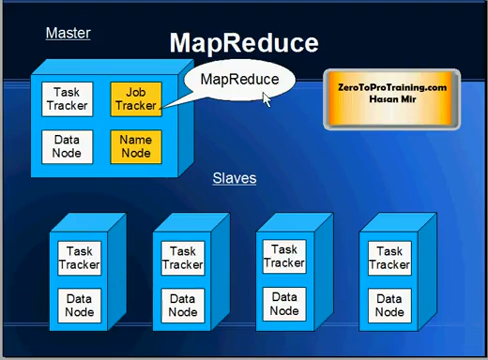 Master
MapReduce
MapReduce
ZeroToProTraining.com
Hasan Mir
Task
Tracker
Job
Tracker
Data
Node
Name
Node
Slaves
Task
Tracker
Data
Node
Task
Tracker
Data
Node
Task
Tracker
Data
Node
Task
Tracker
Data
Node